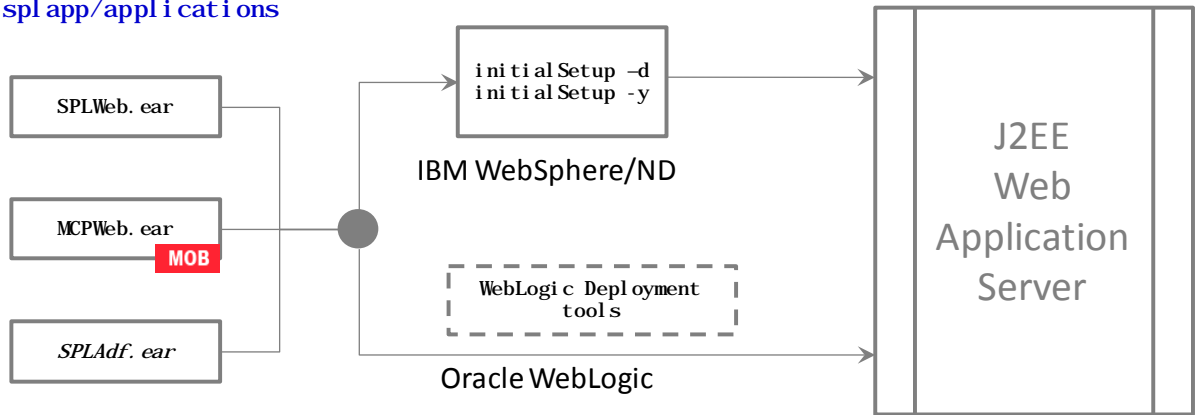 splapp/applications
SPLWeb.ear
MCPWeb.ear
MOB
SPLAdf.ear
initialSetup –d
initialSetup -y
IBM WebSphere/ND
WebLogic Deployment
tools
Oracle WebLogic
J2EE
Web
Application
Server